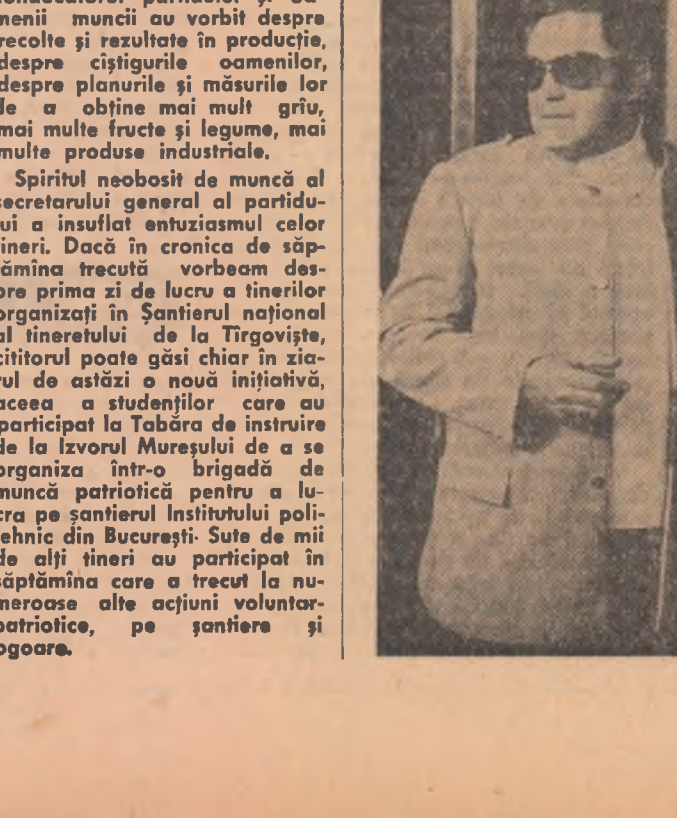 menii muncii au vorbit despre
recolte și rezultate în producție,
despre cîștigurile oamenilor,
despre planurile și măsurile lor
de a obține mai mult grîu,
mai multe fructe și legume, mai
multe produse industriale.
Spiritul neobosit de muncă al
secretarului general al partidu-
lui a insuflat entuziasmul celor
tineri. Dacă în cronica de săp-
tămîna trecută vorbeam des-
pre prima zi de lucru a tinerilor
organizați în Șantierul național
al tineretului de la Tîrgoviște,
cititorul poate găsi chiar în zia-
rul de astăzi o nouă inițiativă,
aceea a studenților care au
participat la Tabăra de instruire
de la Izvorul Mureșului de a se
organiza într-o brigadă de
muncă patriotică pentru a lu-
cra pe șantierul Institutului poli-
tehnic din București. Sute de mii
de alți tineri au participat în
săptămîna care a trecut la nu-
meroase alte acțiuni voluntar-
patriotice, pe șantiere și
ogoare.